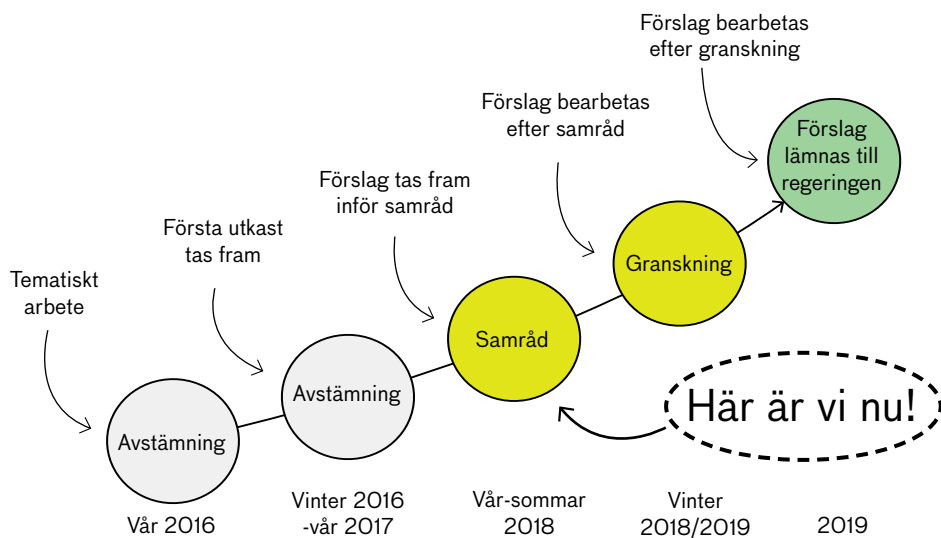 Tematiskt
arbete
Första utkast
tas fram
Förslag tas fram
inför samråd
Förslag bearbetas
efter samråd
Förslag bearbetas
efter granskning
Avstämning
Avstämning
Samråd
Granskning
Förslag
lämnas till
regeringen
Här är vi nu!
Vår 2016
Vinter 2016
-vår 2017
Vår-sommar
2018
Vinter
2018/2019
2019